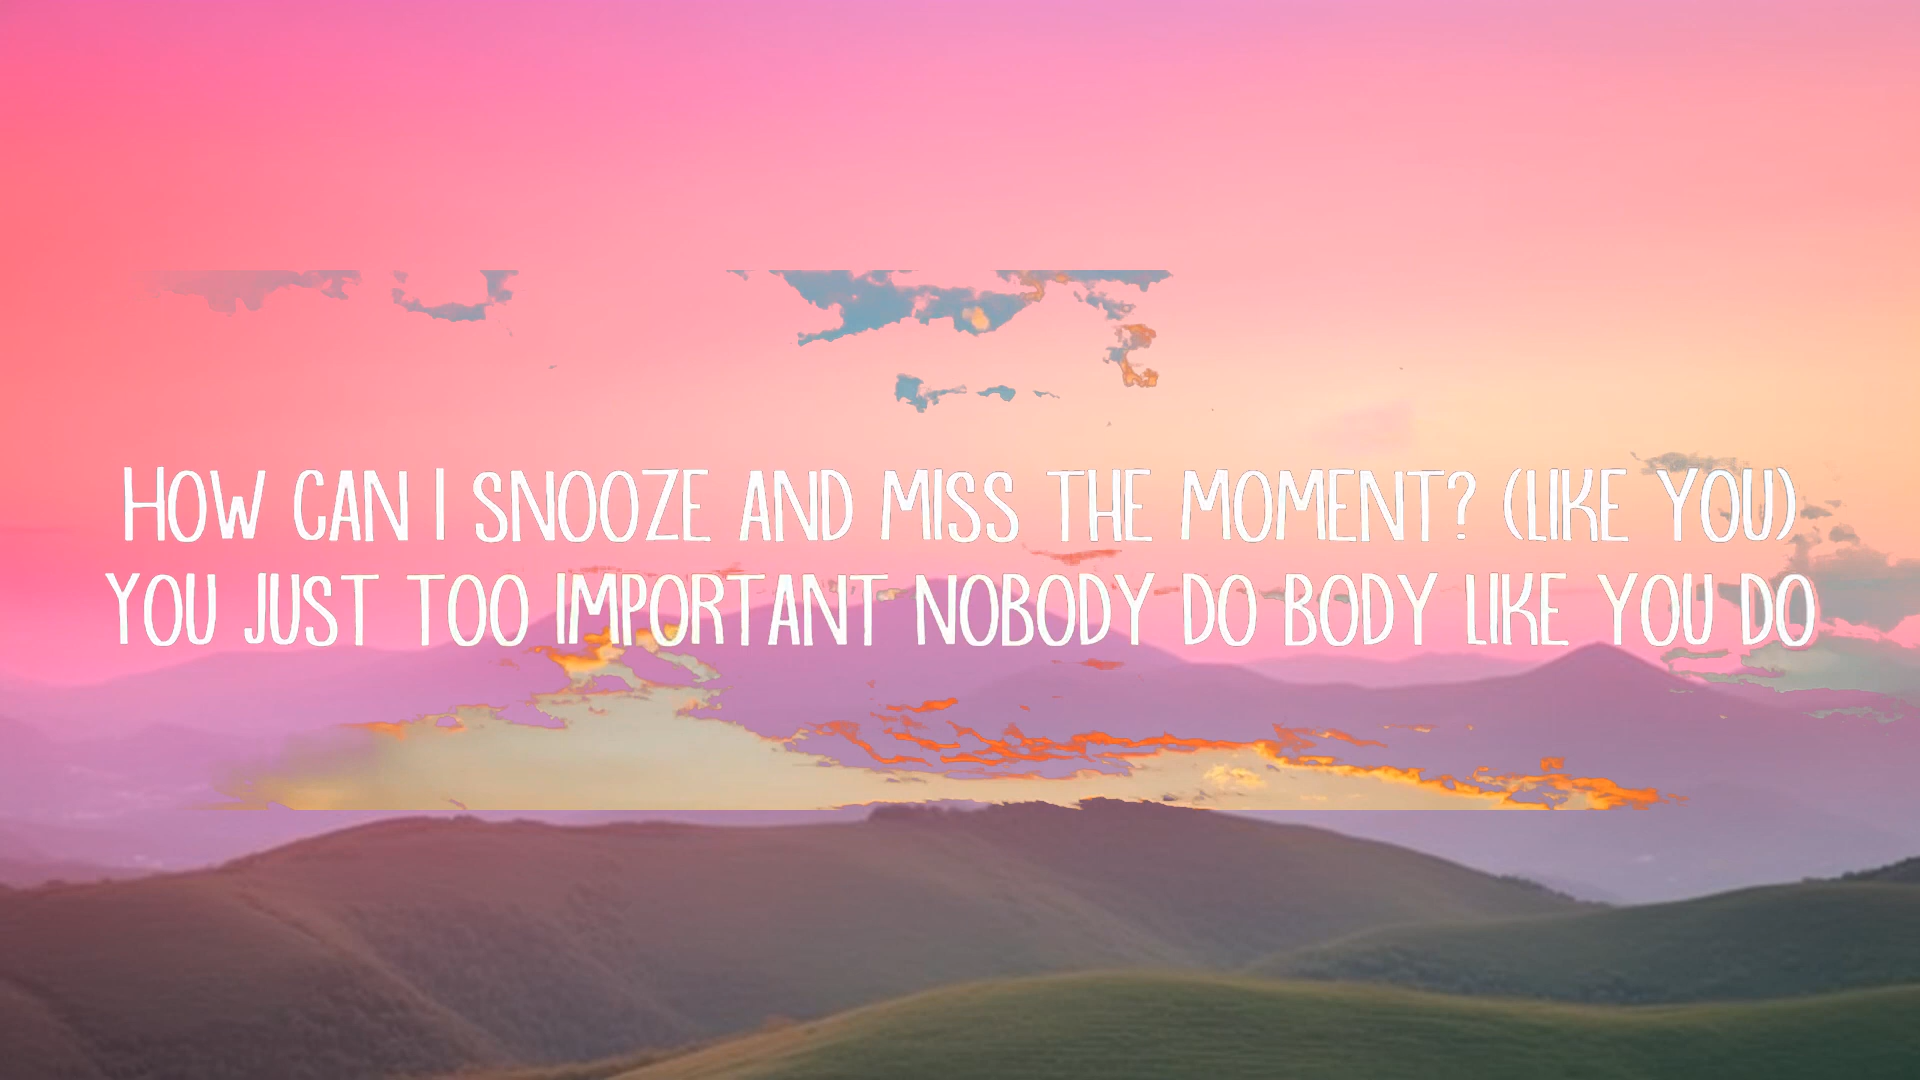 HOW CAN I SNOOZE AND MISS THE MOMENT? (LIKE YOU)
YOU JUST TOO IMPORTANT NOBODY DO BODY LIKE YOU DO